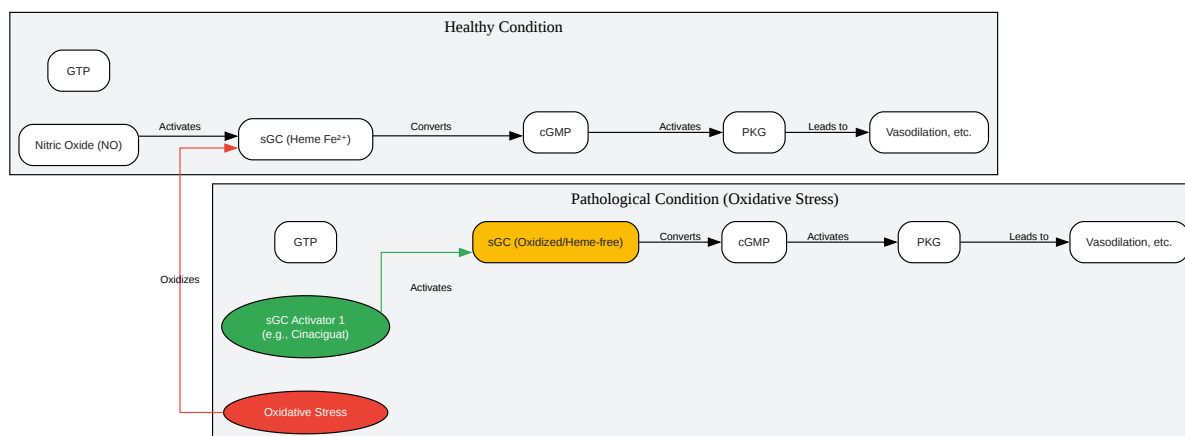 Healthy Condition
GTP
Nitric Oxide (NO)
Activates
sGC (Heme Fe²⁺)
Converts
cGMP
Activates
PKG
Leads to
Vasodilation, etc.
Pathological Condition (Oxidative Stress)
GTP
sGC (Oxidized/Heme-free)
Converts
cGMP
Activates
PKG
Leads to
Vasodilation, etc.
Oxidizes
Activates
sGC Activator 1
(e.g., Cinaciguat)
Oxidative Stress